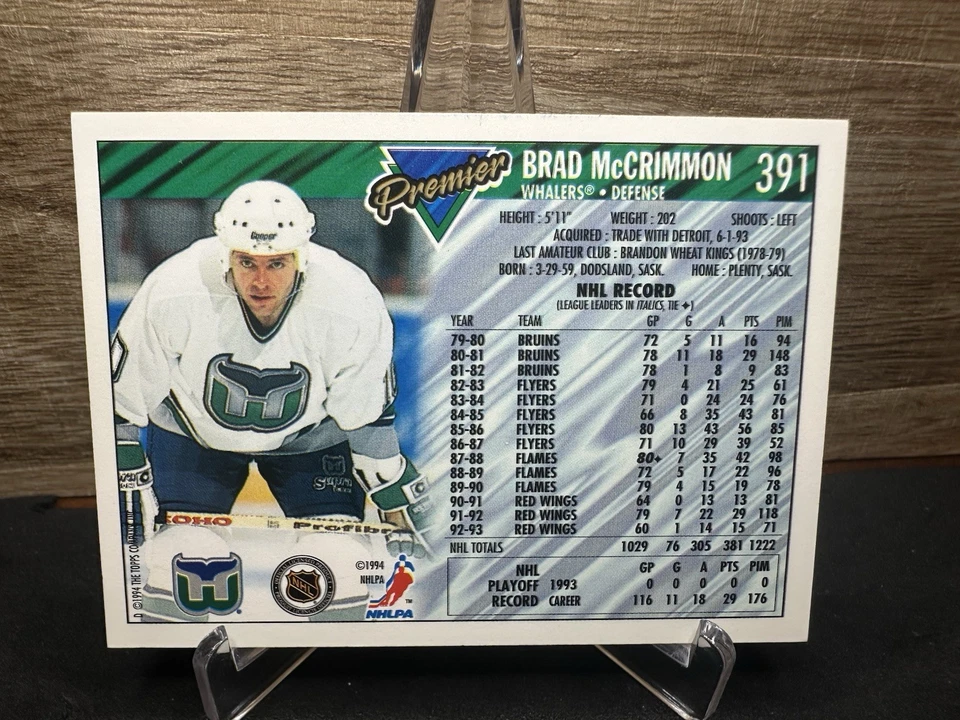 Premier
BRAD McCRIMMON 391
WHALERS® • DEFENSE
HEIGHT : 5'11" WEIGHT : 202 SHOOTS : LEFT
ACQUIRED : TRADE WITH DETROIT, 6-1-93
LAST AMATEUR CLUB : BRANDON WHEAT KINGS (1978-79)
BORN : 3-29-59, DODSLAND, SASK. HOME : PLENTY, SASK.
NHL RECORD
(LEAGUE LEADERS IN ITALICS, TIE ✦)
YEAR TEAM GP G A PTS PIM
79-80 BRUINS 72 5 11 16 94
80-81 BRUINS 78 11 18 29 148
81-82 BRUINS 78 1 8 9 83
82-83 FLYERS 79 4 21 25 61
83-84 FLYERS 71 0 24 24 76
84-85 FLYERS 66 8 35 43 81
85-86 FLYERS 80 13 43 56 85
86-87 FLYERS 71 10 29 39 52
87-88 FLAMES 80✦ 7 35 42 98
88-89 FLAMES 72 5 17 22 96
89-90 FLAMES 79 4 15 19 78
90-91 RED WINGS 64 0 13 13 81
91-92 RED WINGS 79 7 22 29 118
92-93 RED WINGS 60 1 14 15 71
NHL TOTALS 1029 76 305 381 1222
NHL GP G A PTS PIM
PLAYOFF 1993 0 0 0 0 0
RECORD CAREER 116 11 18 29 176
Cooper
Supra
KOHO Profib
NHL
©1994
NHLPA
NHLPA™
D ©1994 THE TOPPS COMPANY, INC.